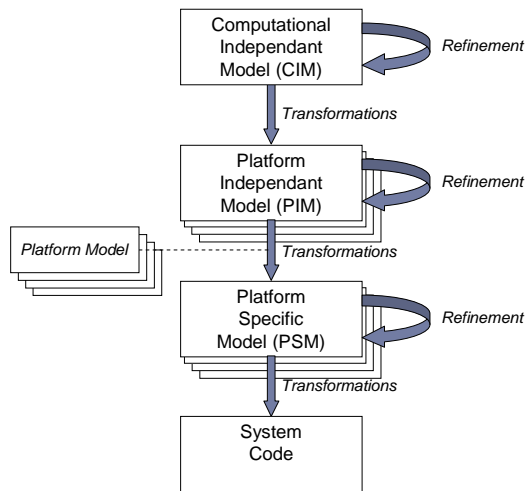 Computational
Independant
Model (CIM)
Refinement
Transformations
Platform
Independant
Model (PIM)
Refinement
Platform Model
Transformations
Platform
Specific
Model (PSM)
Refinement
Transformations
System
Code